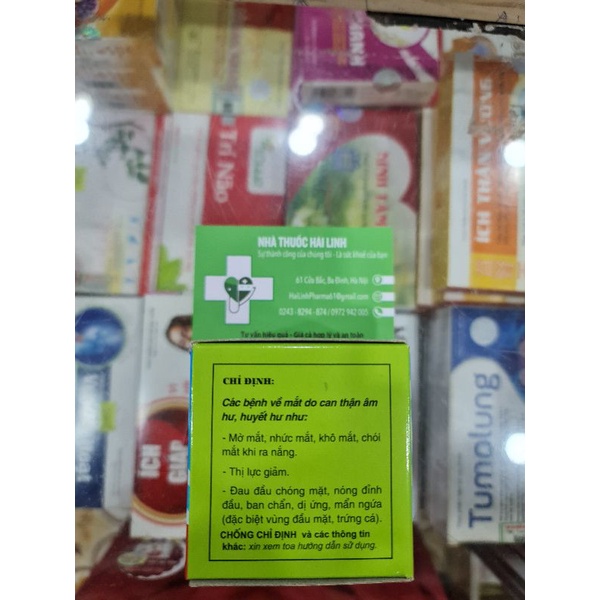 Trí Não
ÍCH TRÂN VƯƠNG
NHÀ THUỐC HẢI LINH
Sự thành công của chúng tôi - Là sức khoẻ của bạn
61 Cửa Bắc, Ba Đình, Hà Nội
HaiLinhPharma61@gmail.com
0243 - 8294 - 874 / 0972 942 005
Tư vấn hiệu quả - Giá cả hợp lý và an toàn
CHỈ ĐỊNH:
Các bệnh về mắt do can thận âm
hư, huyết hư như:
- Mờ mắt, nhức mắt, khô mắt, chói
mắt khi ra nắng.
- Thị lực giảm.
- Đau đầu chóng mặt, nóng đỉnh
đầu, ban chẩn, dị ứng, mẩn ngứa
(đặc biệt vùng đầu mặt, trứng cá).
CHỐNG CHỈ ĐỊNH và các thông tin
khác: xin xem toa hướng dẫn sử dụng.
ÍCH
GIÁP
Tumolung